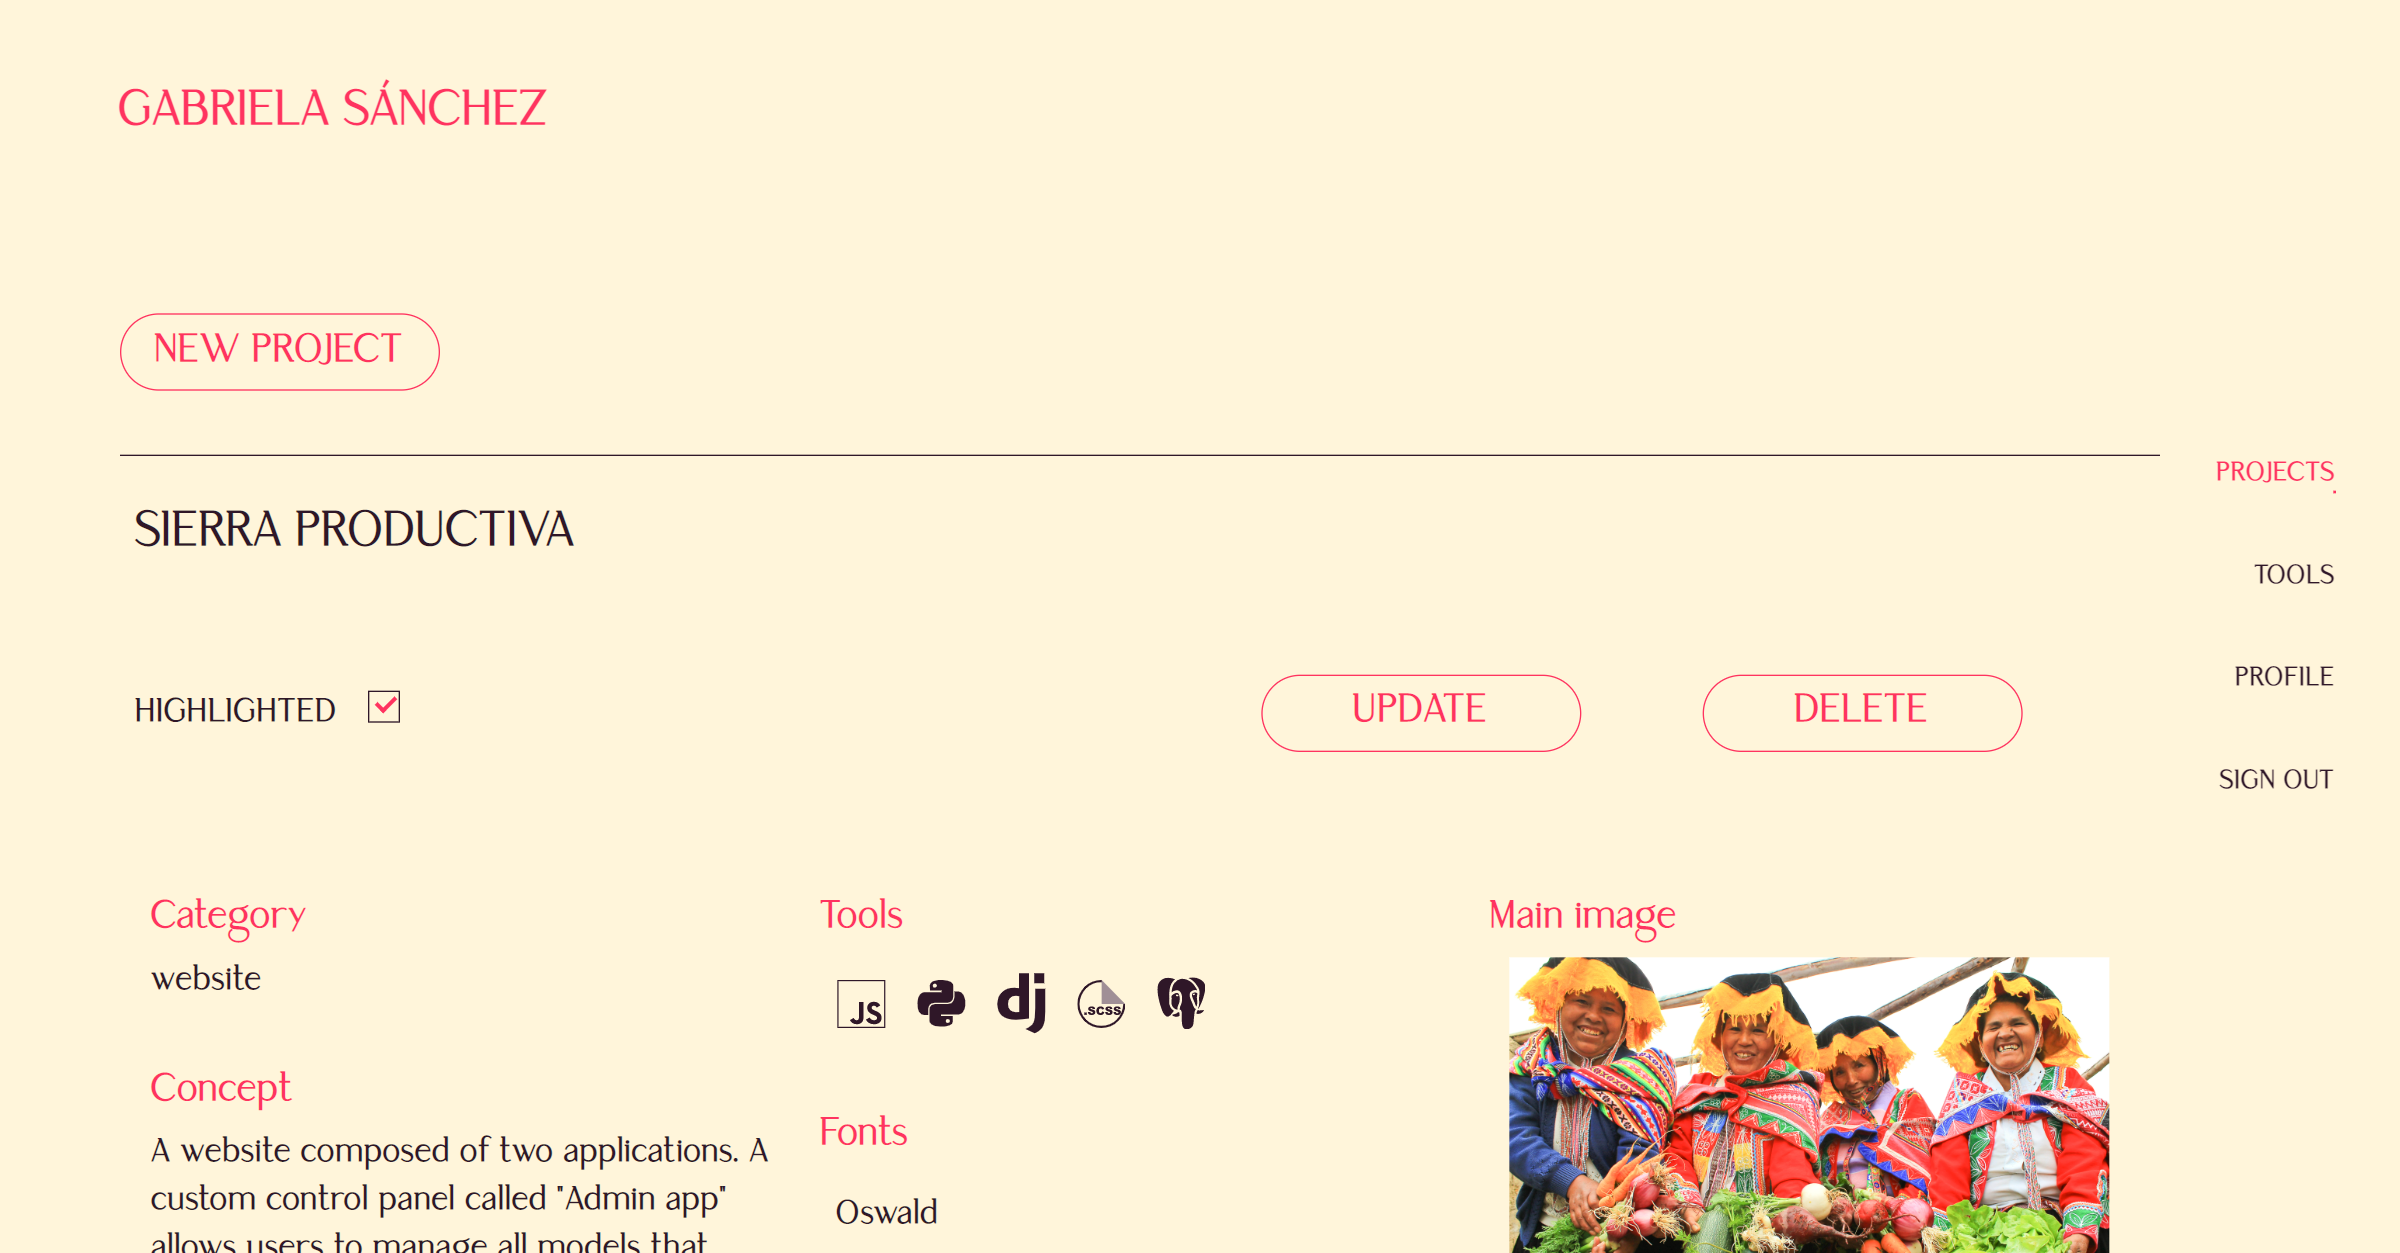 GABRIELA SÁNCHEZ
NEW PROJECT
PROJECTS
TOOLS
PROFILE
SIGN OUT
SIERRA PRODUCTIVA
HIGHLIGHTED
UPDATE
DELETE
Category
website
Concept
A website composed of two applications. A
custom control panel called "Admin app"
allows users to manage all models that
Tools
JS
dj
.scss
Fonts
Oswald
Main image